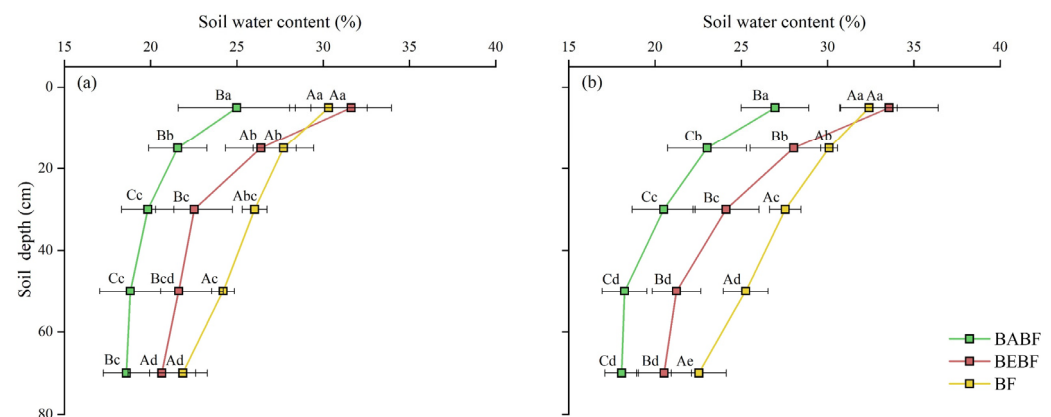 Soil water content (%)
Soil water content (%)
15 20 25 30 35 40
15 20 25 30 35 40
0
20
40
60
80
Soil depth (cm)
(a)
Ba Aa Aa
Bb Ab Ab
Cc Bc Abc
Cc Bcd Ac
Bc Ad Ad
(b)
Ba Aa Aa
Cb Bb Ab
Cc Bc Ac
Cd Bd Ad
Cd Bd Ae
BABF
BEBF
BF